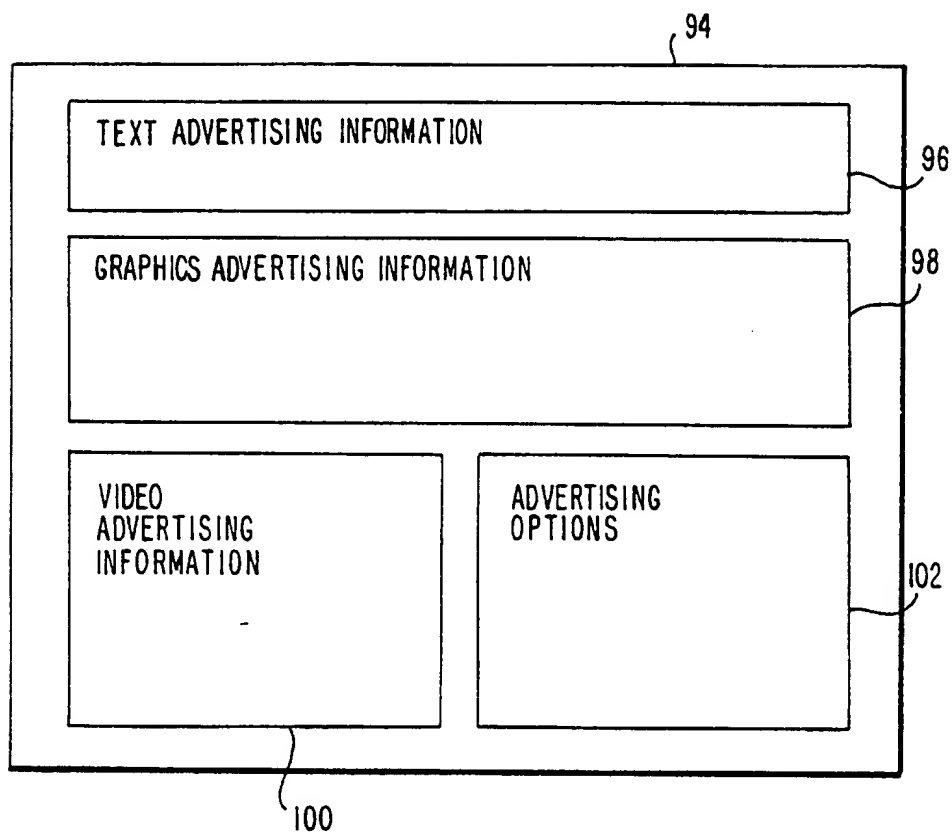 94
TEXT ADVERTISING INFORMATION
96
GRAPHICS ADVERTISING INFORMATION
98
VIDEO
ADVERTISING
INFORMATION
ADVERTISING
OPTIONS
102
100